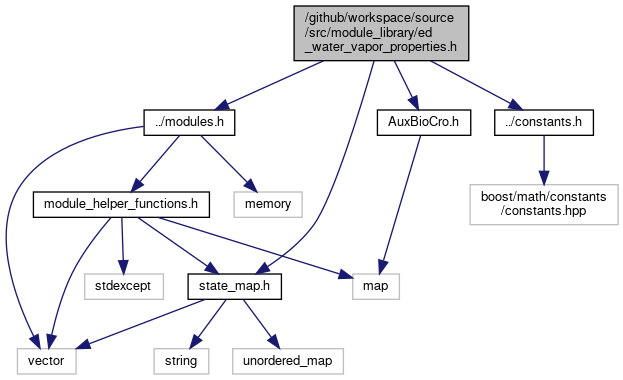 /github/workspace/source
/src/module_library/ed
_water_vapor_properties.h
../modules.h
AuxBioCro.h
../constants.h
module_helper_functions.h
memory
boost/math/constants
/constants.hpp
stdexcept
state_map.h
map
vector
string
unordered_map